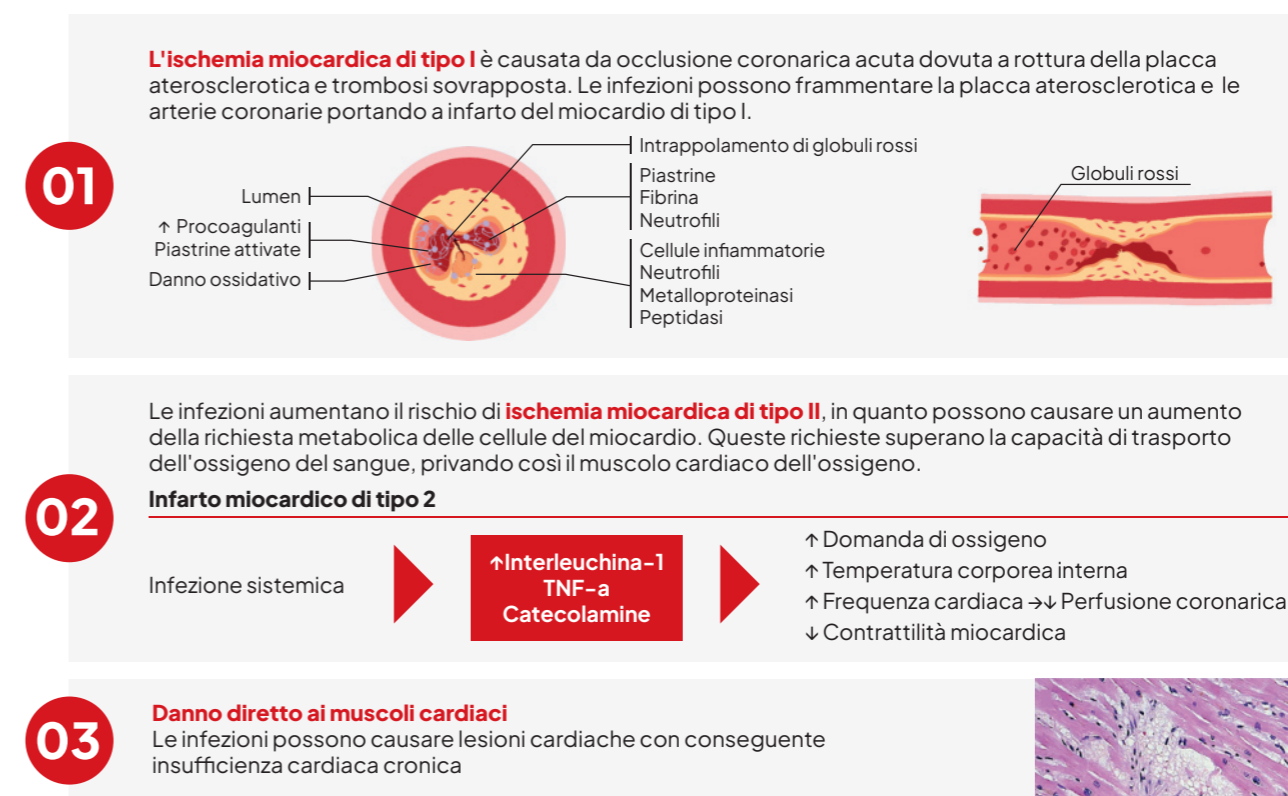 L'ischemia miocardica di tipo I è causata da occlusione coronarica acuta dovuta a rottura della placca
aterosclerotica e trombosi sovrapposta. Le infezioni possono frammentare la placca aterosclerotica e le
arterie coronarie portando a infarto del miocardio di tipo I.
01
Lumen
↑ Procoagulanti
Piastrine attivate
Danno ossidativo
Intrappolamento di globuli rossi
Piastrine
Fibrina
Neutrofili
Cellule infiammatorie
Neutrofili
Metalloproteinasi
Peptidasi
Globuli rossi
Le infezioni aumentano il rischio di ischemia miocardica di tipo II, in quanto possono causare un aumento
della richiesta metabolica delle cellule del miocardio. Queste richieste superano la capacità di trasporto
dell'ossigeno del sangue, privando così il muscolo cardiaco dell'ossigeno.
02
Infarto miocardico di tipo 2
Infezione sistemica
↑Interleuchina-1
TNF-a
Catecolamine
↑ Domanda di ossigeno
↑ Temperatura corporea interna
↑ Frequenza cardiaca →↓ Perfusione coronarica
↓ Contrattilità miocardica
03
Danno diretto ai muscoli cardiaci
Le infezioni possono causare lesioni cardiache con conseguente
insufficienza cardiaca cronica